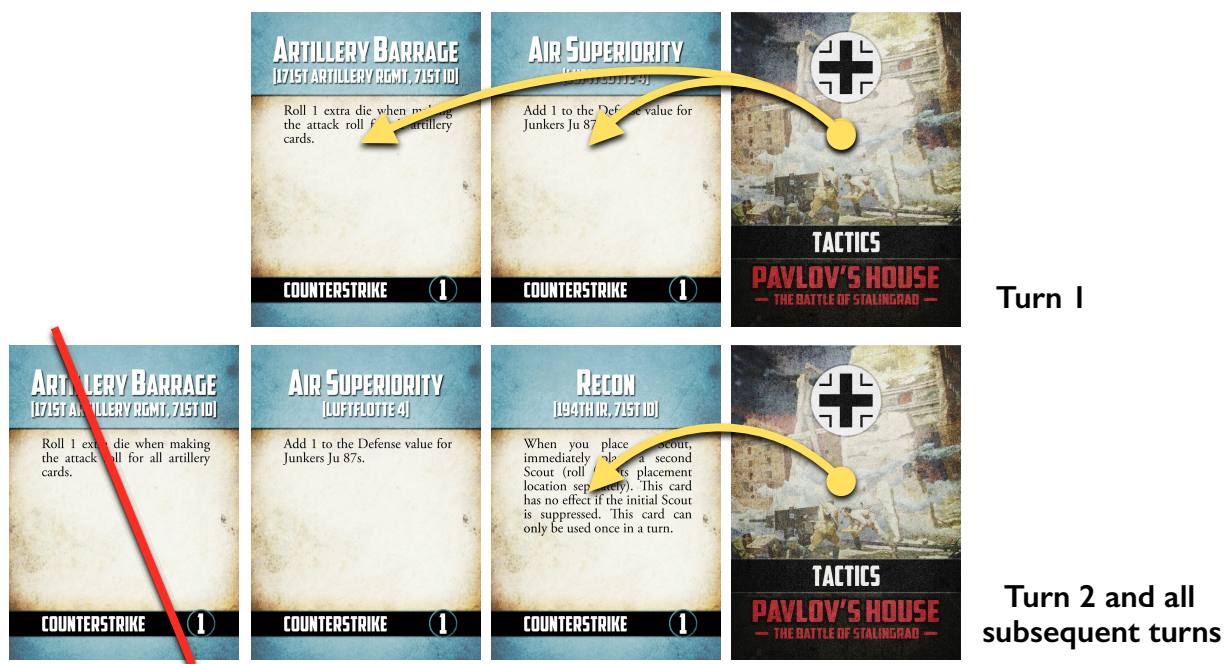 ARTILLERY BARRAGE
[171ST ARTILLERY RGMT, 71ST ID]
Roll 1 extra die when making
the attack roll artillery
cards.
COUNTERSTRIKE 1
AIR SUPERIORITY
[LUFTFLOTTE 4]
Add 1 to the Defense value for
Junkers Ju 87
COUNTERSTRIKE 1
TACTICS
PAVLOV'S HOUSE
— THE BATTLE OF STALINGRAD —
Turn 1
ARTILLERY BARRAGE
[171ST ARTILLERY RGMT, 71ST ID]
Roll 1 extra die when making
the attack roll for all artillery
cards.
COUNTERSTRIKE 1
AIR SUPERIORITY
[LUFTFLOTTE 4]
Add 1 to the Defense value for
Junkers Ju 87s.
COUNTERSTRIKE 1
RECON
[194TH IR, 71ST ID]
When you place Scout,
immediately place a second
Scout (roll its placement
location separately). This card
has no effect if the initial Scout
is suppressed. This card can
only be used once in a turn.
COUNTERSTRIKE 1
TACTICS
PAVLOV'S HOUSE
— THE BATTLE OF STALINGRAD —
Turn 2 and all
subsequent turns